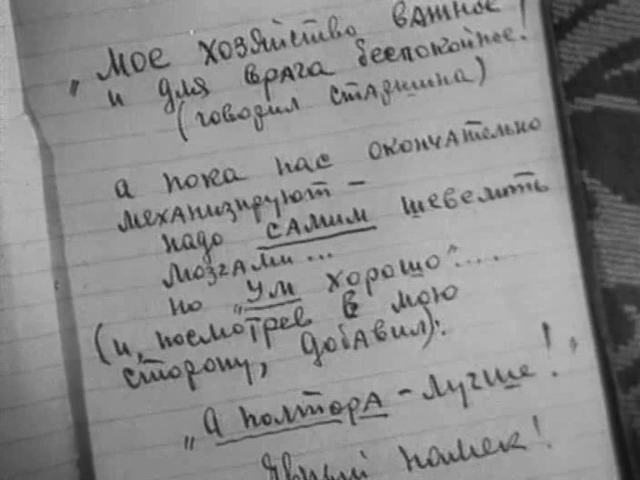 „Мое хозяйство важное
и для врага беспокойное!
(говорил старшина)
а пока нас окончательно
механизируют –
надо самим шевелить
мозгами...
но „ум хорошо"....
(и, посмотрев в мою
сторону, добавил):
„А полтора – лучше!"
Явный намек!